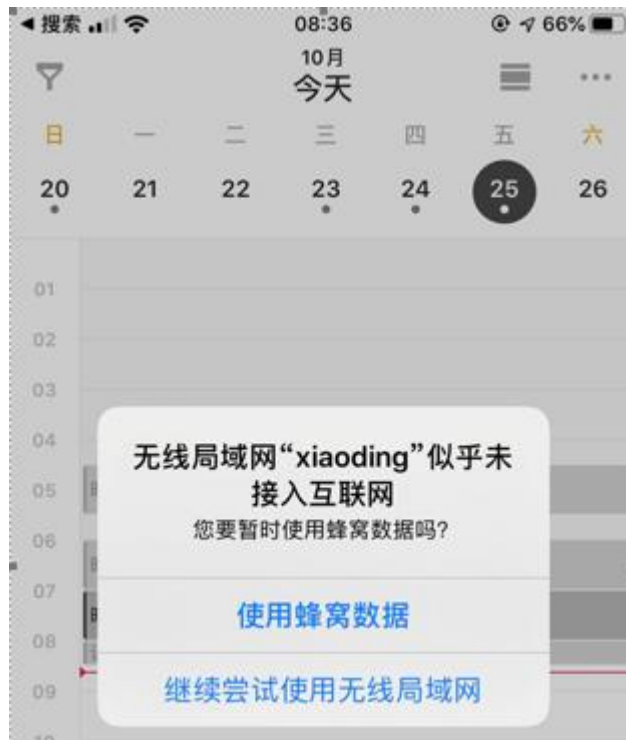 搜索
08:36
66%
10月
今天
日 一 二 三 四 五 六
20 21 22 23 24 25 26
01
02
03
04
05
06
07
08
09
无线局域网“xiaoding”似乎未
接入互联网
您要暂时使用蜂窝数据吗?
使用蜂窝数据
继续尝试使用无线局域网